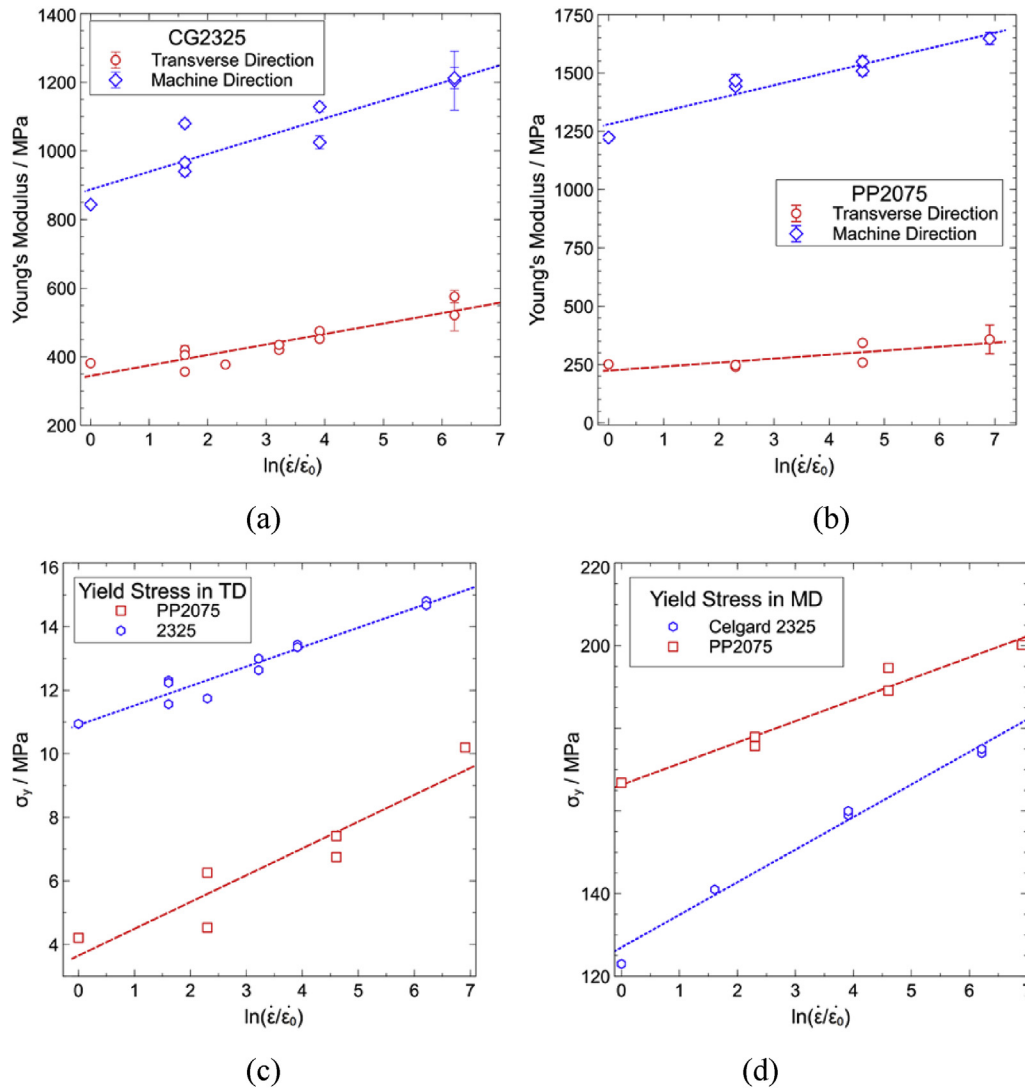 1400
1200
1000
800
600
400
200
Young's Modulus / MPa
CG2325
Transverse Direction
Machine Direction
0 1 2 3 4 5 6 7
ln(ε̇/ε̇₀)
(a)
1750
1500
1250
1000
750
500
250
0
Young's Modulus / MPa
PP2075
Transverse Direction
Machine Direction
0 1 2 3 4 5 6 7
ln(ε̇/ε̇₀)
(b)
16
14
12
10
8
6
4
σy / MPa
Yield Stress in TD
PP2075
2325
0 1 2 3 4 5 6 7
ln(ε̇/ε̇₀)
(c)
220
200
140
120
σy / MPa
Yield Stress in MD
Celgard 2325
PP2075
0 1 2 3 4 5 6 7
ln(ε̇/ε̇₀)
(d)